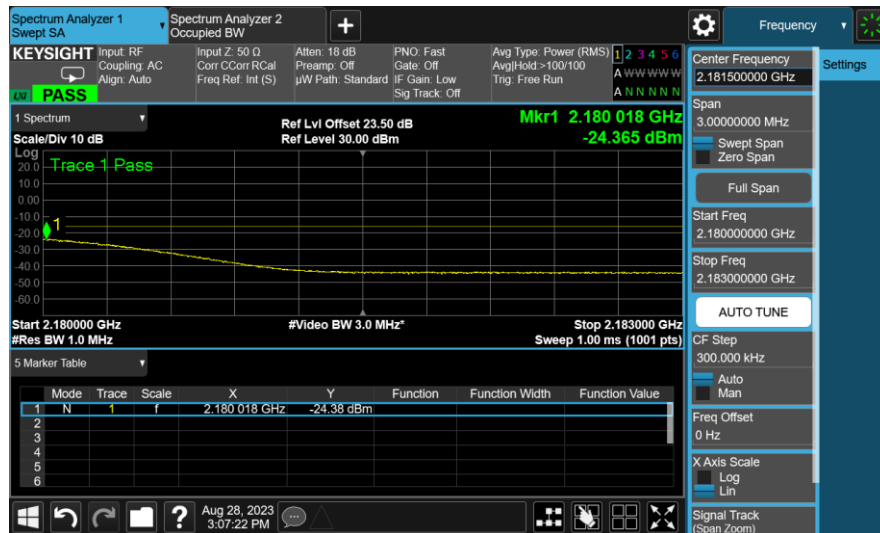 Spectrum Analyzer 1
Swept SA
Spectrum Analyzer 2
Occupied BW
Frequency
KEYSIGHT
Input: RF
Coupling: AC
Align: Auto
Input Z: 50 Ω
Corr CCorr RCal
Freq Ref: Int (S)
Atten: 18 dB
Preamp: Off
µW Path: Standard
PNO: Fast
Gate: Off
IF Gain: Low
Sig Track: Off
Avg Type: Power (RMS)
Avg|Hold:>100/100
Trig: Free Run
1 2 3 4 5 6
A W W W W W
A N N N N N
LXI PASS
1 Spectrum
Scale/Div 10 dB
Ref Lvl Offset 23.50 dB
Ref Level 30.00 dBm
Mkr1 2.180 018 GHz
-24.365 dBm
Log
Trace 1 Pass
20.0
10.0
0.00
-10.0
1
-20.0
-30.0
-40.0
-50.0
-60.0
Start 2.180000 GHz
#Res BW 1.0 MHz
#Video BW 3.0 MHz*
Stop 2.183000 GHz
Sweep 1.00 ms (1001 pts)
5 Marker Table
Mode Trace Scale X Y Function Function Width Function Value
1 N 1 f 2.180 018 GHz -24.38 dBm
2
3
4
5
6
Aug 28, 2023
3:07:22 PM
?
Center Frequency
2.181500000 GHz
Settings
Span
3.00000000 MHz
Swept Span
Zero Span
Full Span
Start Freq
2.180000000 GHz
Stop Freq
2.183000000 GHz
AUTO TUNE
CF Step
300.000 kHz
Auto
Man
Freq Offset
0 Hz
X Axis Scale
Log
Lin
Signal Track
(Span Zoom)